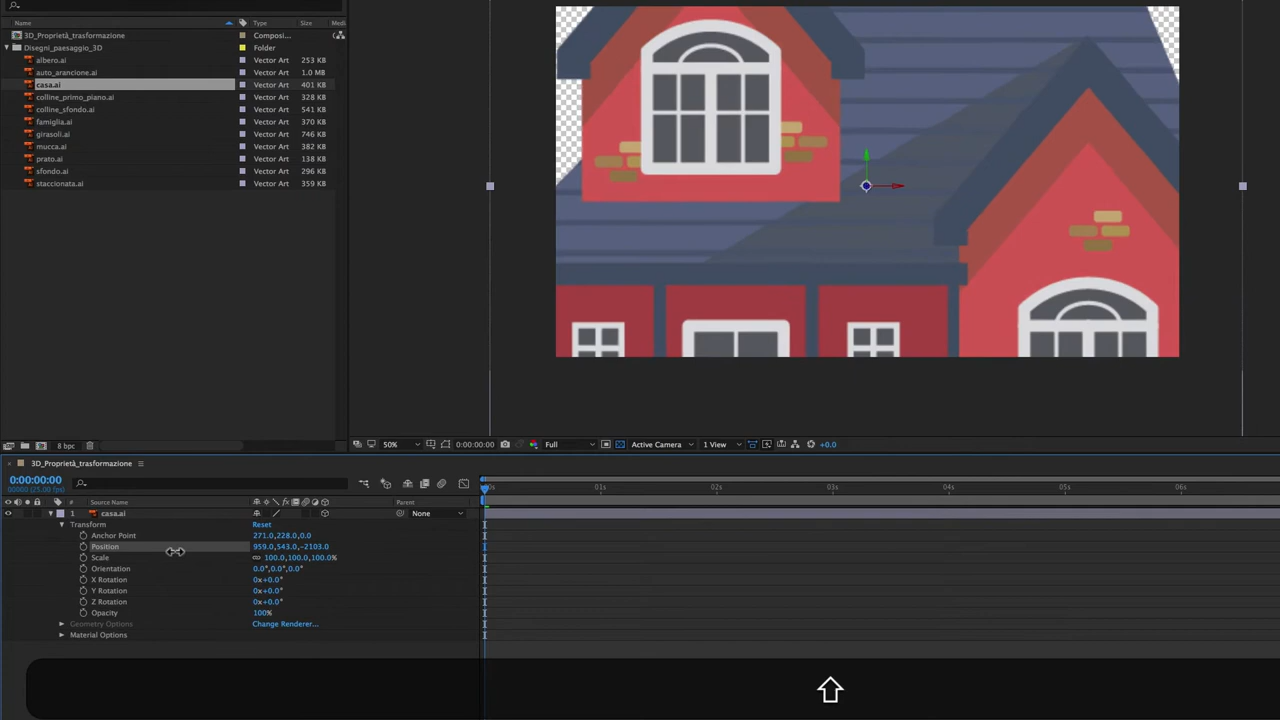 Name Type Size Medi
3D_Proprietà_trasformazione Composi...
Disegni_paesaggio_3D Folder
albero.ai Vector Art 253 KB
auto_arancione.ai Vector Art 1.0 MB
casa.ai Vector Art 401 KB
colline_primo_piano.ai Vector Art 328 KB
colline_sfondo.ai Vector Art 541 KB
famiglia.ai Vector Art 370 KB
girasoli.ai Vector Art 746 KB
mucca.ai Vector Art 382 KB
prato.ai Vector Art 138 KB
sfondo.ai Vector Art 296 KB
staccionata.ai Vector Art 359 KB
8 bpc 50% 0:00:00:00 Full Active Camera 1 View +0.0
3D_Proprietà_trasformazione
0:00:00:00
00000 (25.00 fps)
00s 01s 02s 03s 04s 05s 06s
# Source Name Parent
1 casa.ai None
Transform Reset
Anchor Point 271.0,228.0,0.0
Position 959.0,543.0,-2103.0
Scale 100.0,100.0,100.0%
Orientation 0.0°,0.0°,0.0°
X Rotation 0x+0.0°
Y Rotation 0x+0.0°
Z Rotation 0x+0.0°
Opacity 100%
Geometry Options Change Renderer...
Material Options